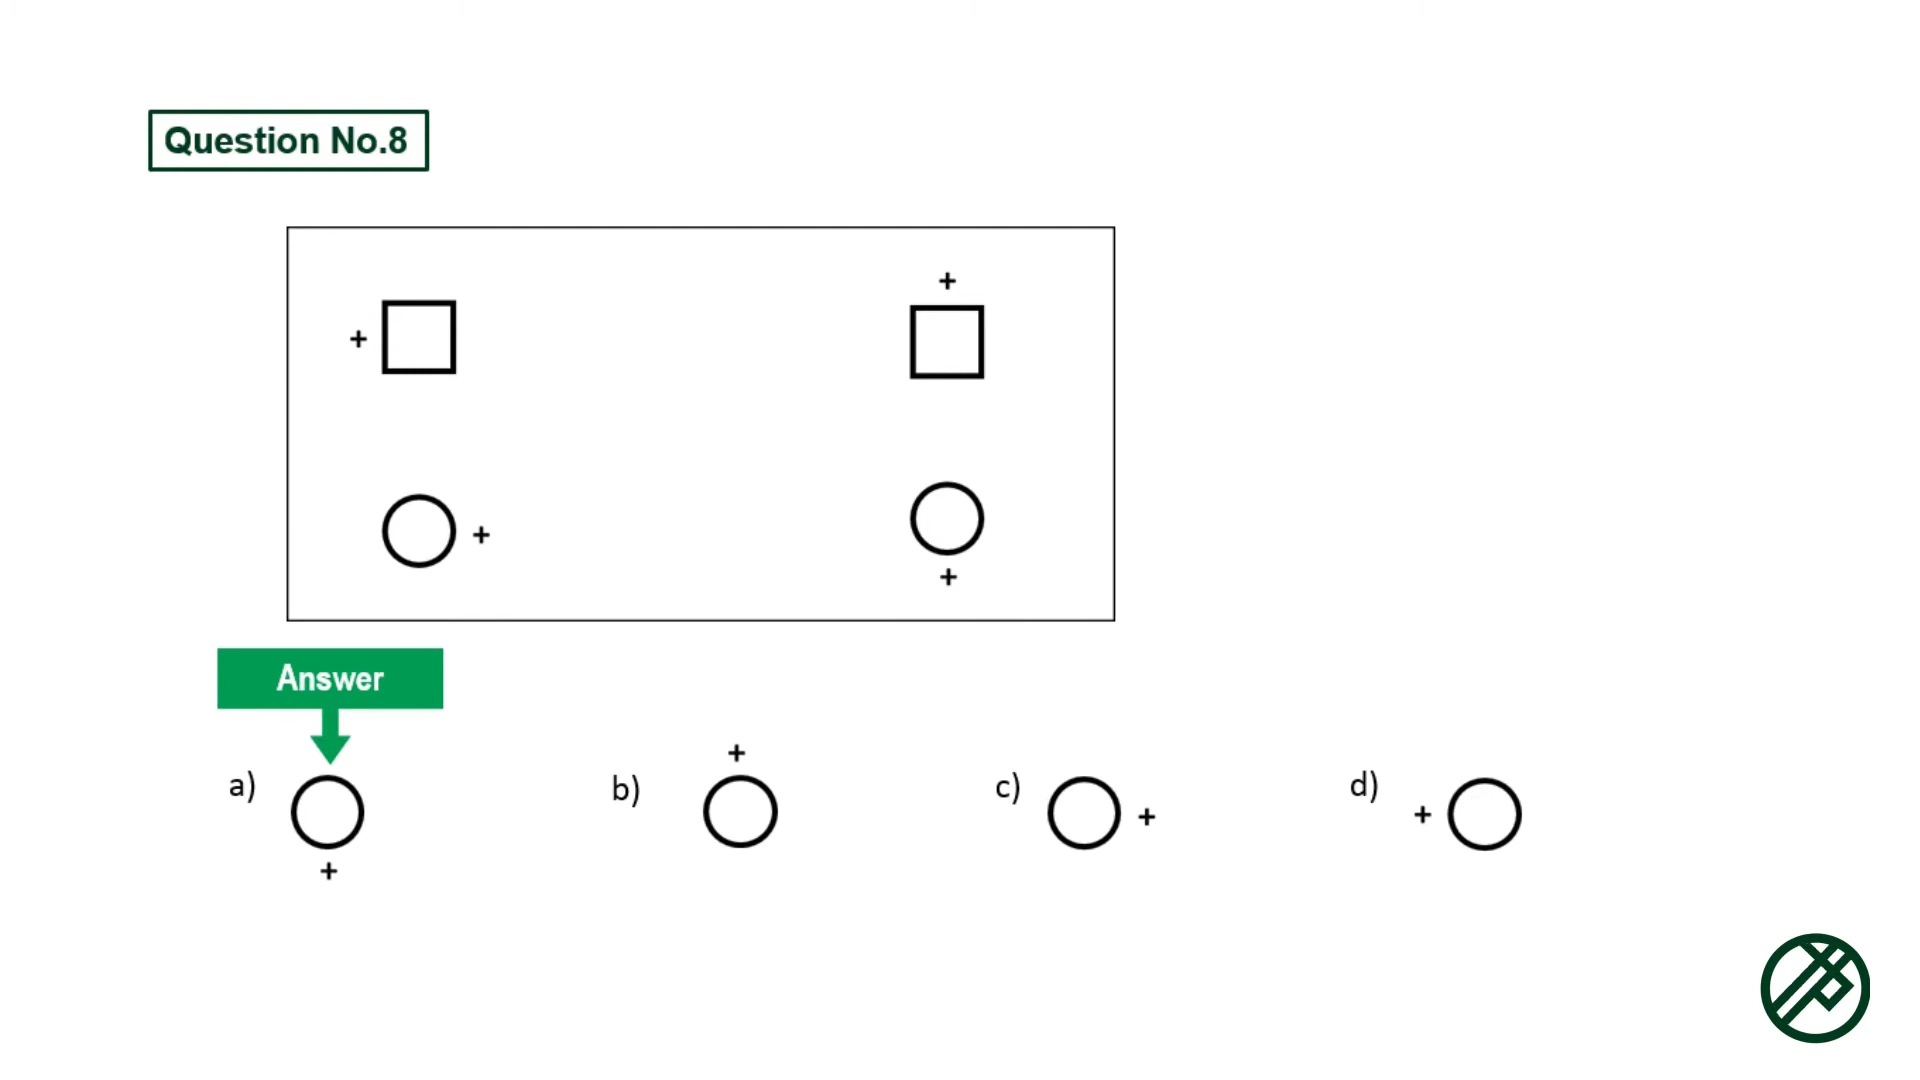 Question No.8
+
+
+
+
Answer
a)
+
b)
+
c)
+
d)
+